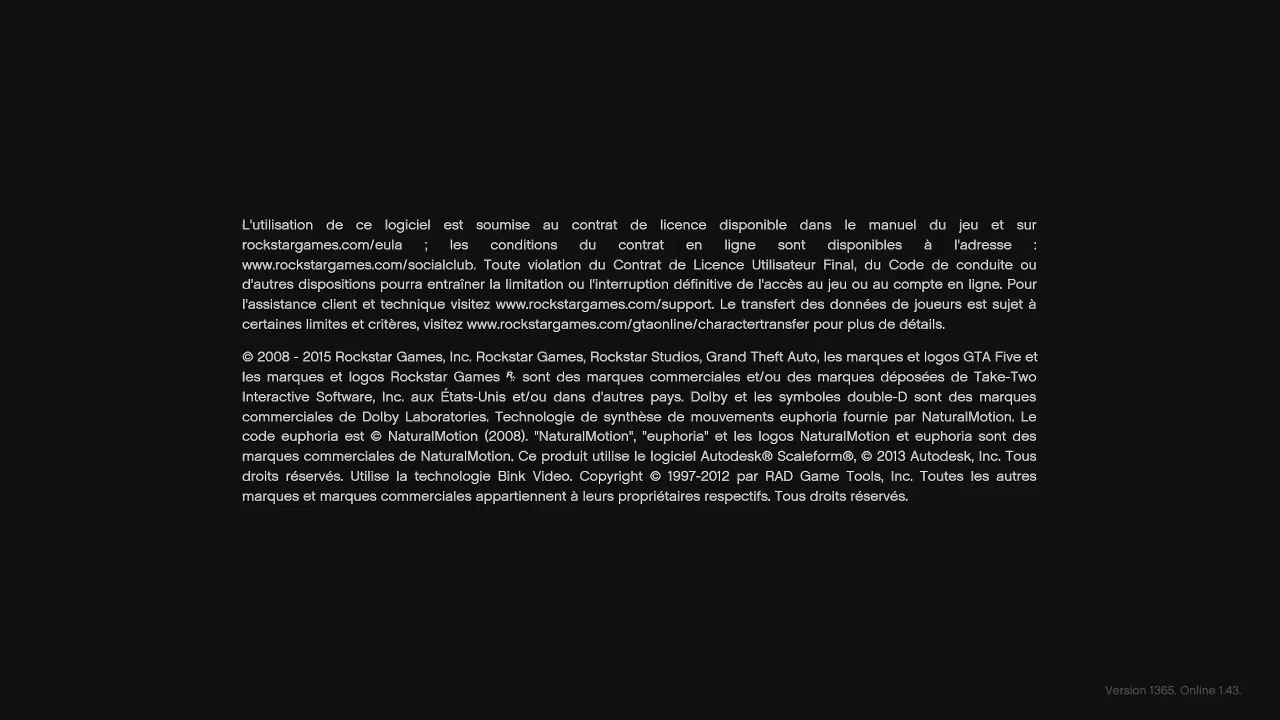 L'utilisation de ce logiciel est soumise au contrat de licence disponible dans le manuel du jeu et sur
rockstargames.com/eula ; les conditions du contrat en ligne sont disponibles à l'adresse :
www.rockstargames.com/socialclub. Toute violation du Contrat de Licence Utilisateur Final, du Code de conduite ou
d'autres dispositions pourra entraîner la limitation ou l'interruption définitive de l'accès au jeu ou au compte en ligne. Pour
l'assistance client et technique visitez www.rockstargames.com/support. Le transfert des données de joueurs est sujet à
certaines limites et critères, visitez www.rockstargames.com/gtaonline/charactertransfer pour plus de détails.
© 2008 - 2015 Rockstar Games, Inc. Rockstar Games, Rockstar Studios, Grand Theft Auto, les marques et logos GTA Five et
les marques et logos Rockstar Games R* sont des marques commerciales et/ou des marques déposées de Take-Two
Interactive Software, Inc. aux États-Unis et/ou dans d'autres pays. Dolby et les symboles double-D sont des marques
commerciales de Dolby Laboratories. Technologie de synthèse de mouvements euphoria fournie par NaturalMotion. Le
code euphoria est © NaturalMotion (2008). "NaturalMotion", "euphoria" et les logos NaturalMotion et euphoria sont des
marques commerciales de NaturalMotion. Ce produit utilise le logiciel Autodesk® Scaleform®, © 2013 Autodesk, Inc. Tous
droits réservés. Utilise la technologie Bink Video. Copyright © 1997-2012 par RAD Game Tools, Inc. Toutes les autres
marques et marques commerciales appartiennent à leurs propriétaires respectifs. Tous droits réservés.
Version 1365. Online 1.43.